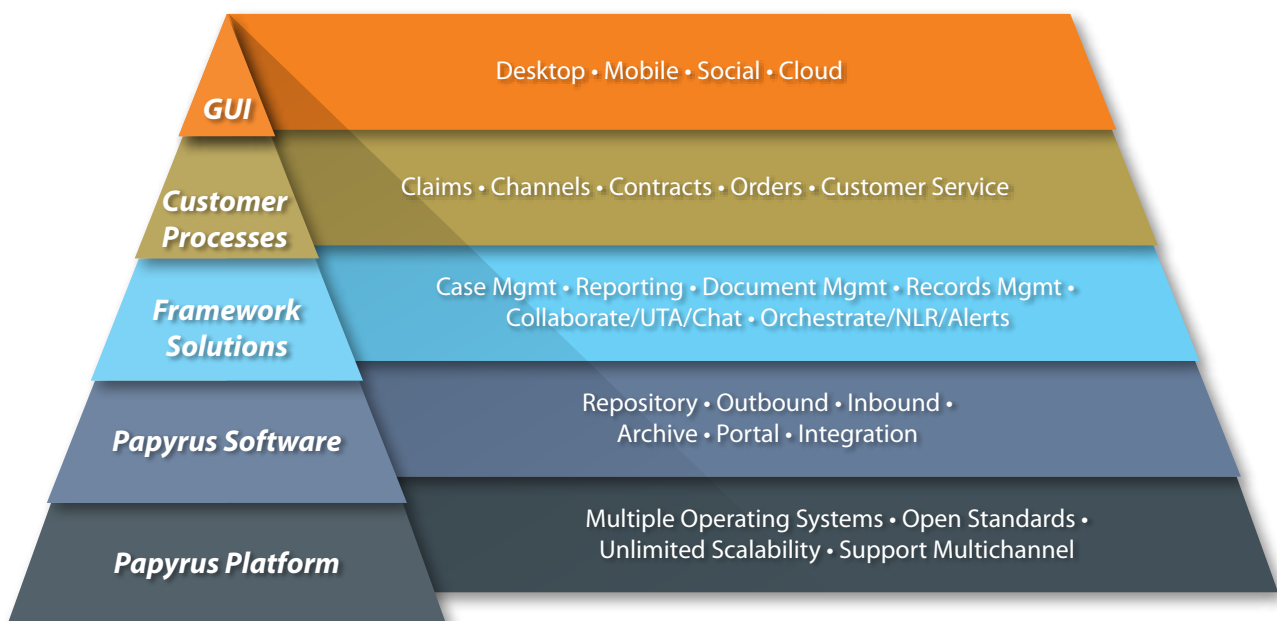 GUI
Desktop • Mobile • Social • Cloud
Customer
Processes
Claims • Channels • Contracts • Orders • Customer Service
Framework
Solutions
Case Mgmt • Reporting • Document Mgmt • Records Mgmt •
Collaborate/UTA/Chat • Orchestrate/NLR/Alerts
Papyrus Software
Repository • Outbound • Inbound •
Archive • Portal • Integration
Papyrus Platform
Multiple Operating Systems • Open Standards •
Unlimited Scalability • Support Multichannel